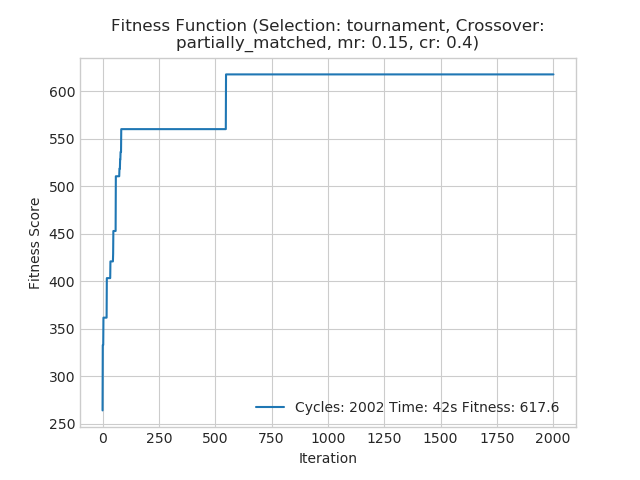 Fitness Function (Selection: tournament, Crossover:
partially_matched, mr: 0.15, cr: 0.4)
600
550
500
450
400
350
300
250
Fitness Score
Cycles: 2002 Time: 42s Fitness: 617.6
0 250 500 750 1000 1250 1500 1750 2000
Iteration